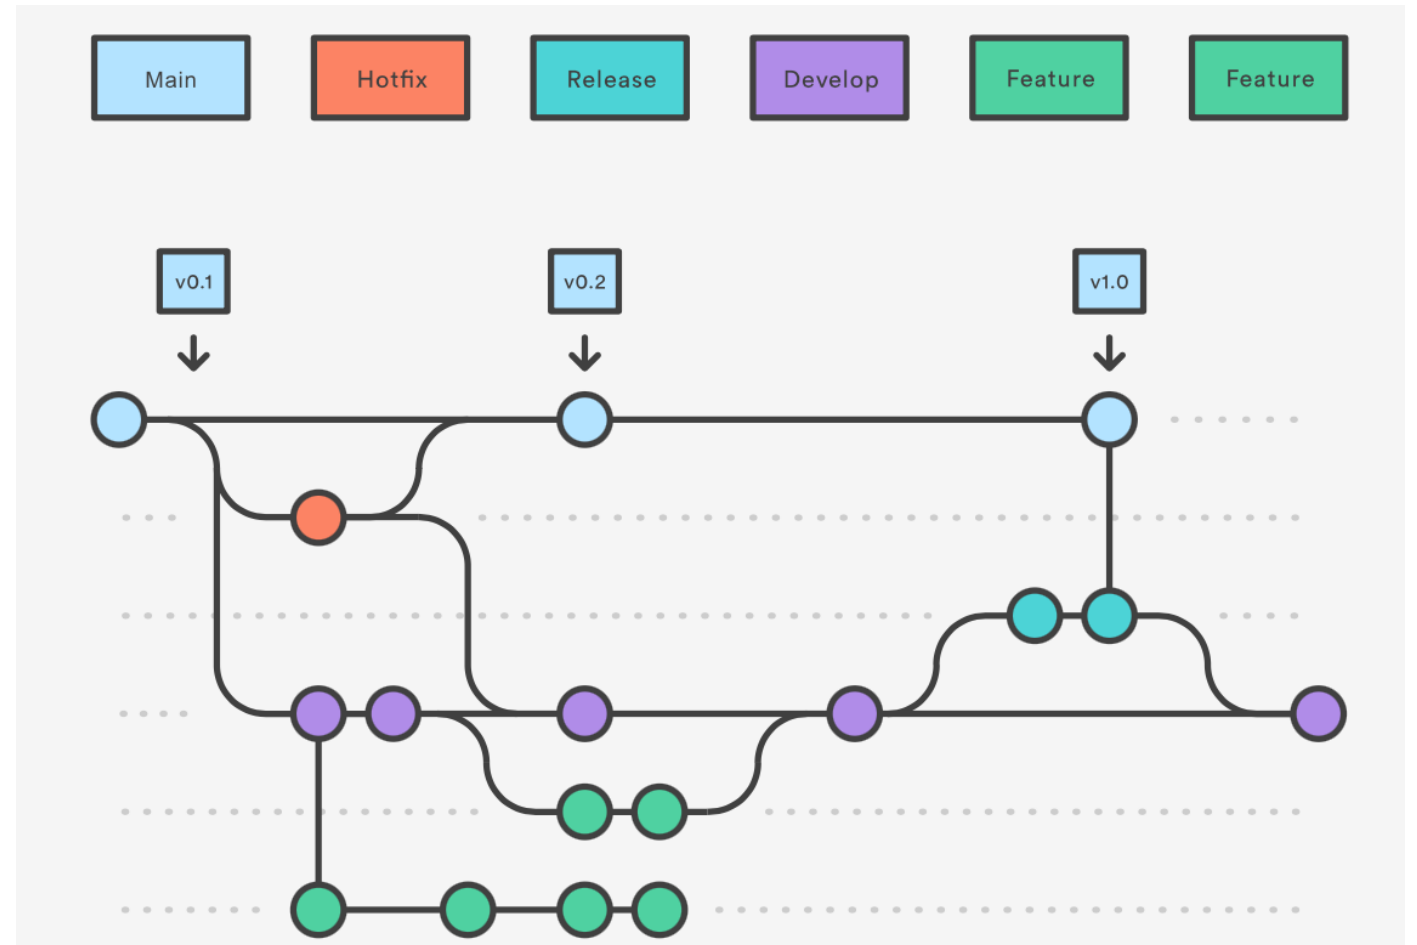 Main
Hotfix
Release
Develop
Feature
Feature
v0.1
v0.2
v1.0